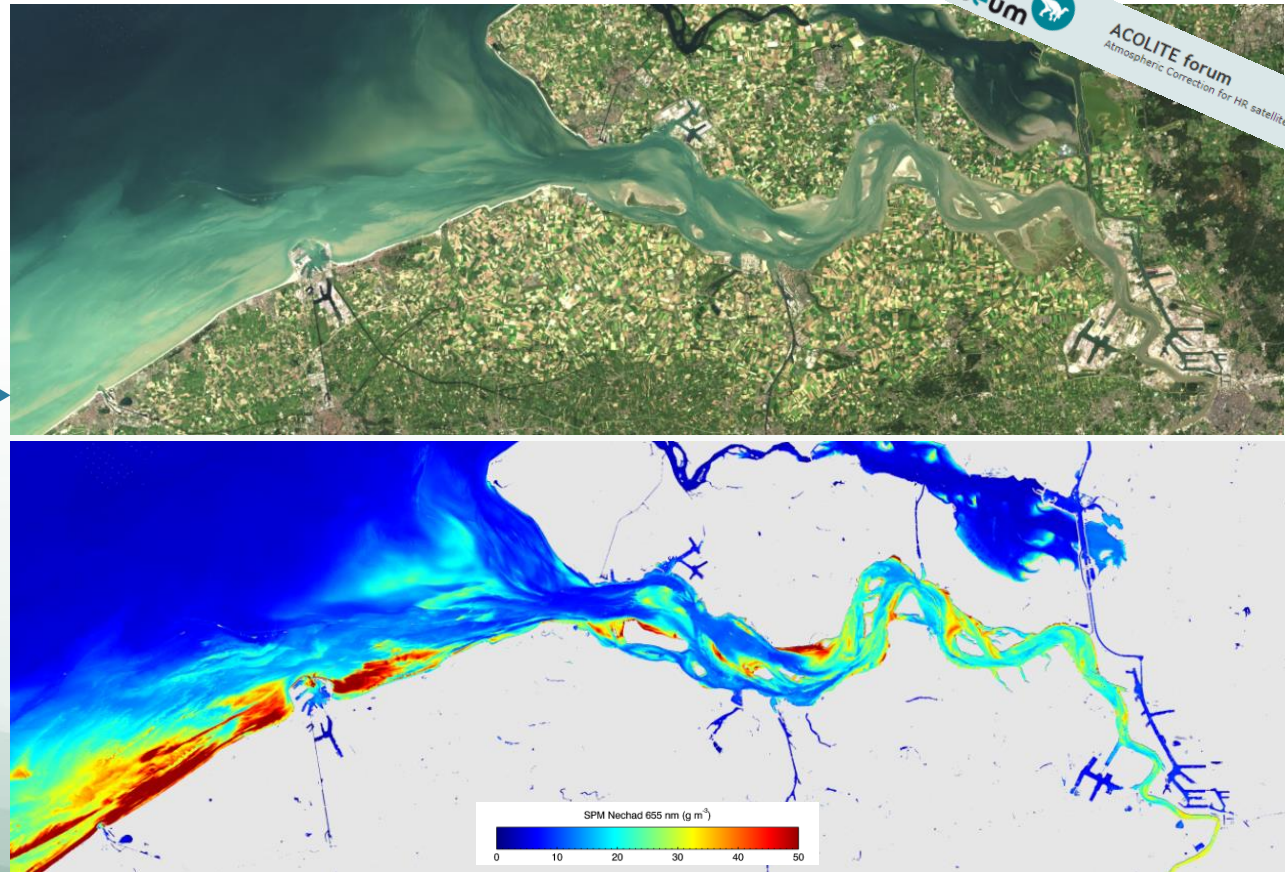 um
ACOLITE forum
Atmospheric Correction for HR satellite
SPM Nechad 655 nm (g m⁻³)
0 10 20 30 40 50